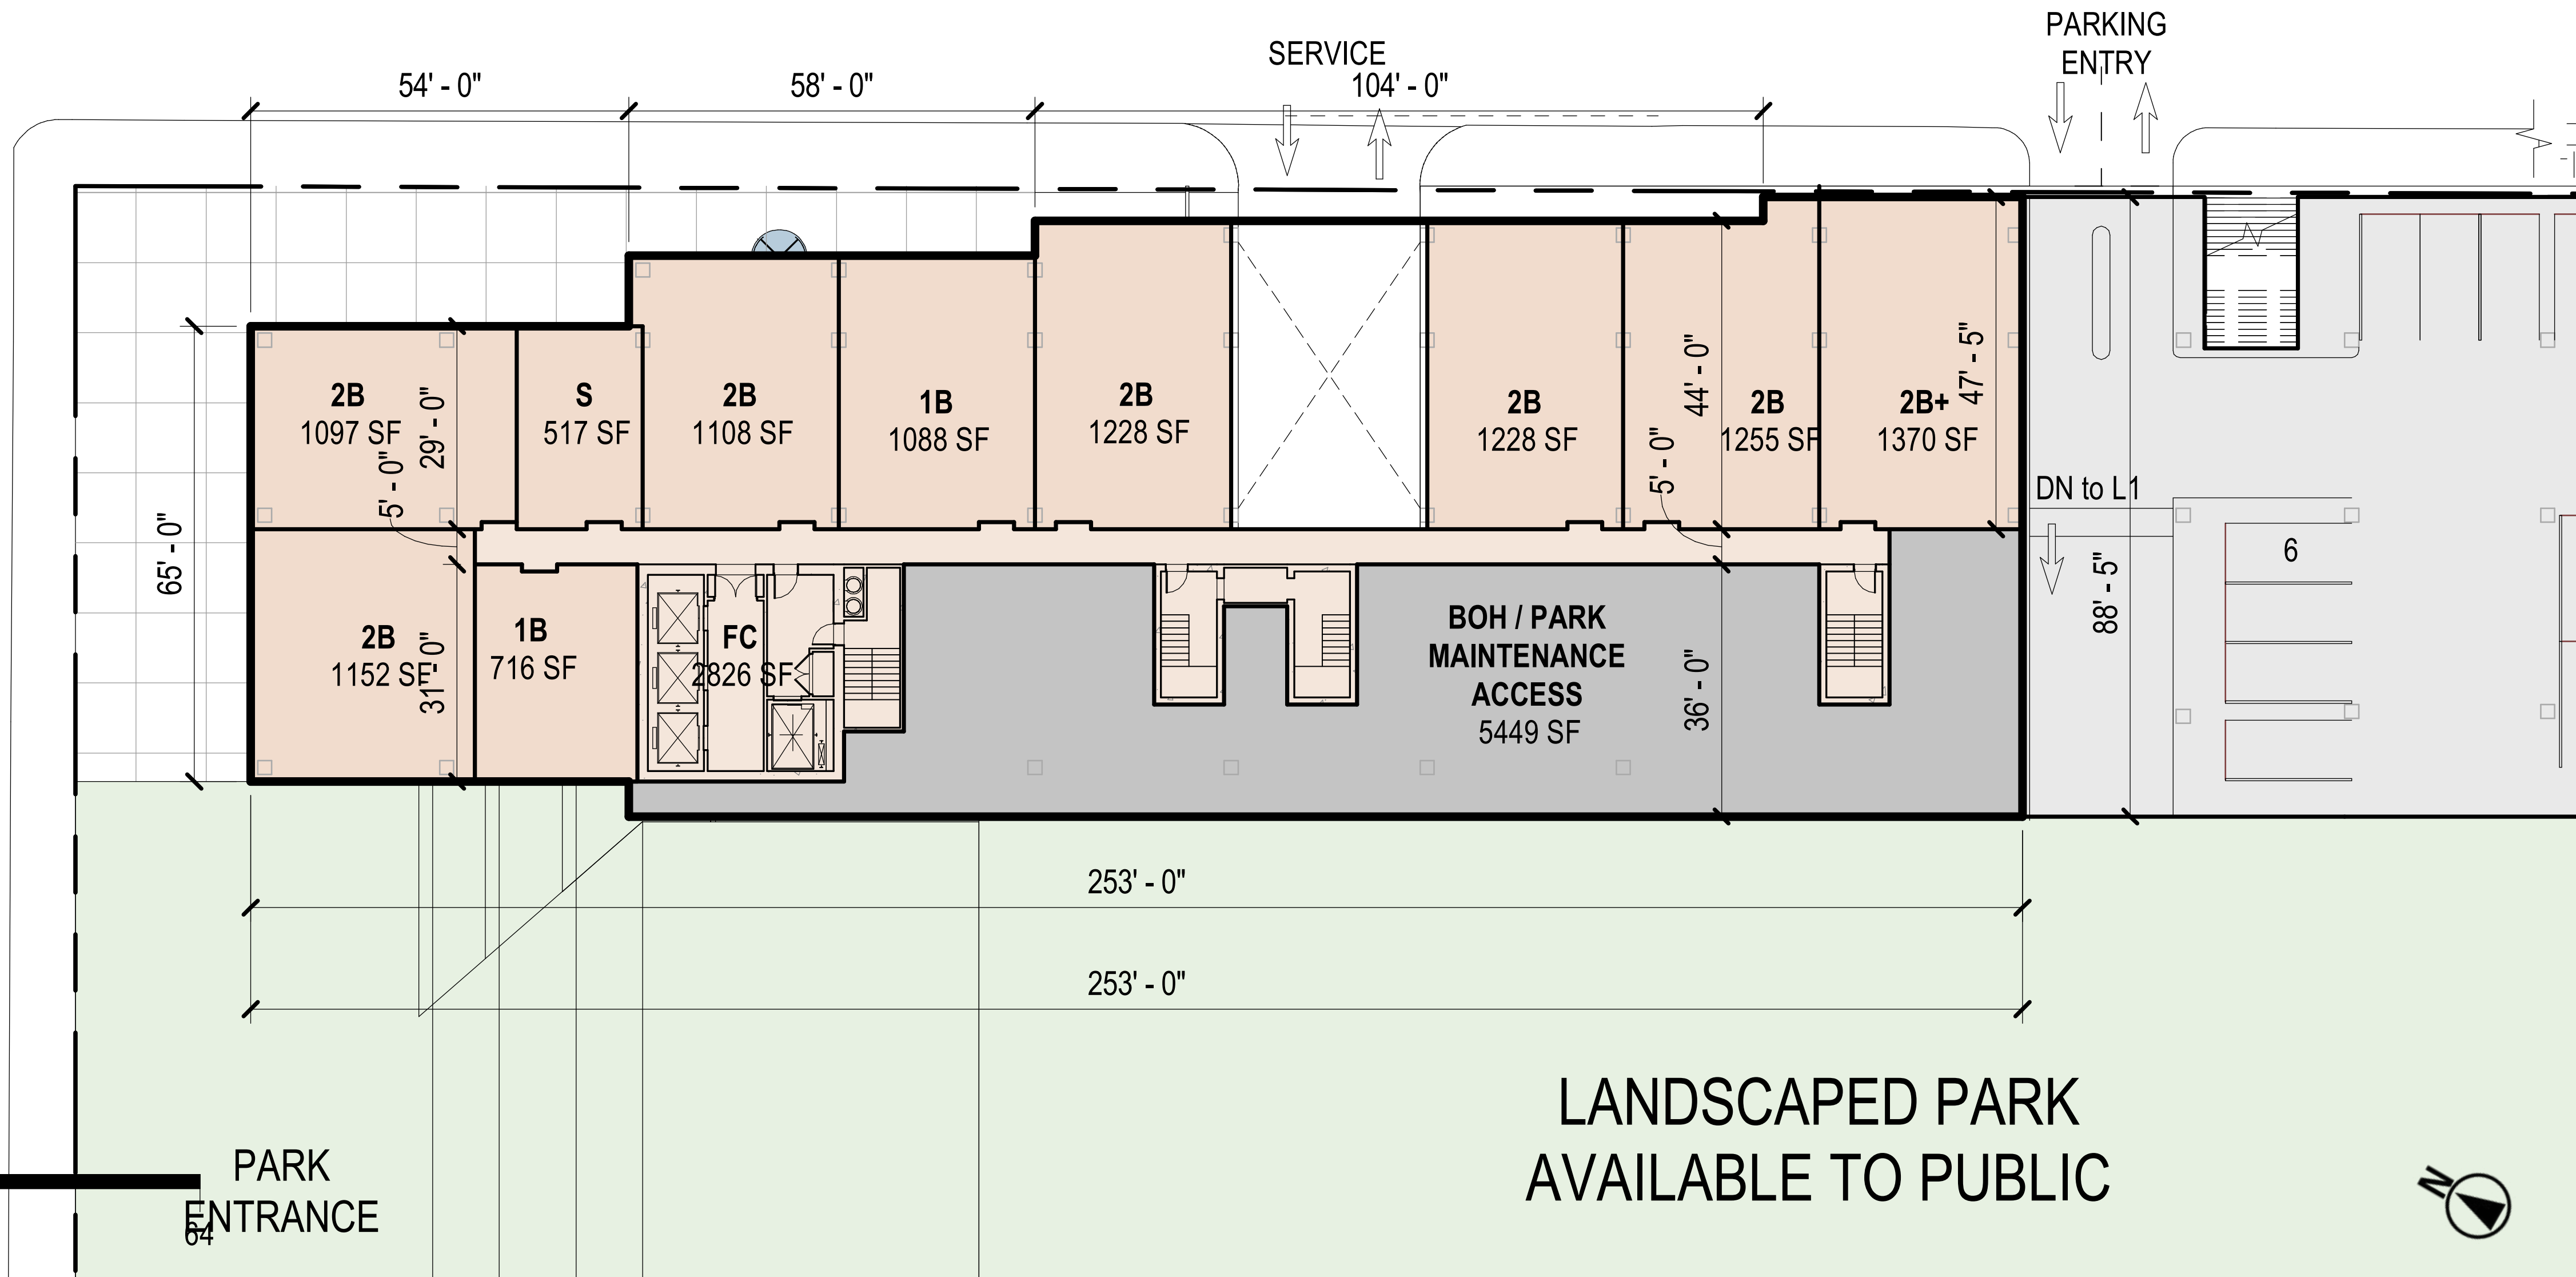 PARKING
ENTRY
SERVICE
54' - 0"
58' - 0"
104' - 0"
2B
1097 SF
S
517 SF
2B
1108 SF
1B
1088 SF
2B
1228 SF
2B
1228 SF
2B
1255 SF
2B+
1370 SF
29' - 0"
5' - 0"
44' - 0"
5' - 0"
47' - 5"
DN to L1
65' - 0"
6
88' - 5"
2B
1152 SF
31' - 0"
1B
716 SF
FC
2826 SF
BOH / PARK
MAINTENANCE
ACCESS
5449 SF
36' - 0"
253' - 0"
253' - 0"
LANDSCAPED PARK
AVAILABLE TO PUBLIC
PARK
ENTRANCE
64
N